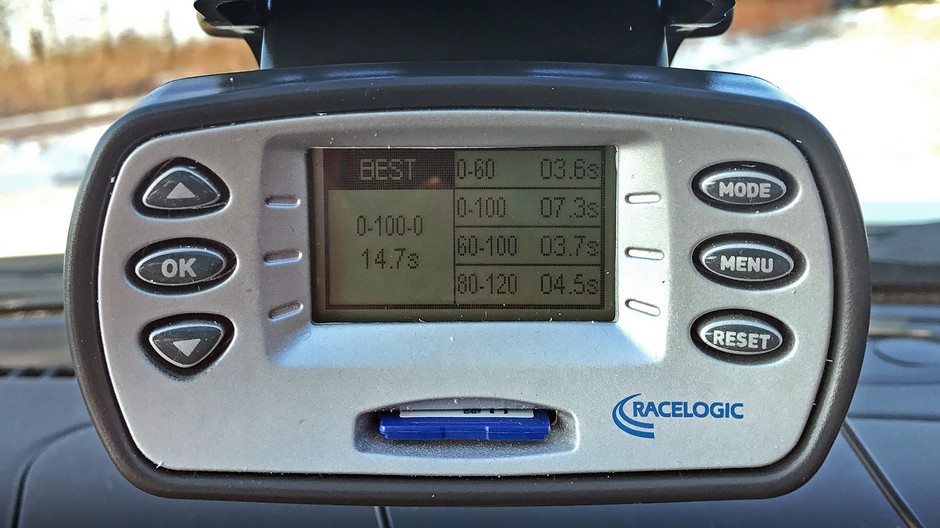 BEST
0-100-0
14.7s
0-60 03.6s
0-100 07.3s
60-100 03.7s
80-120 04.5s
OK
MODE
MENU
RESET
RACELOGIC